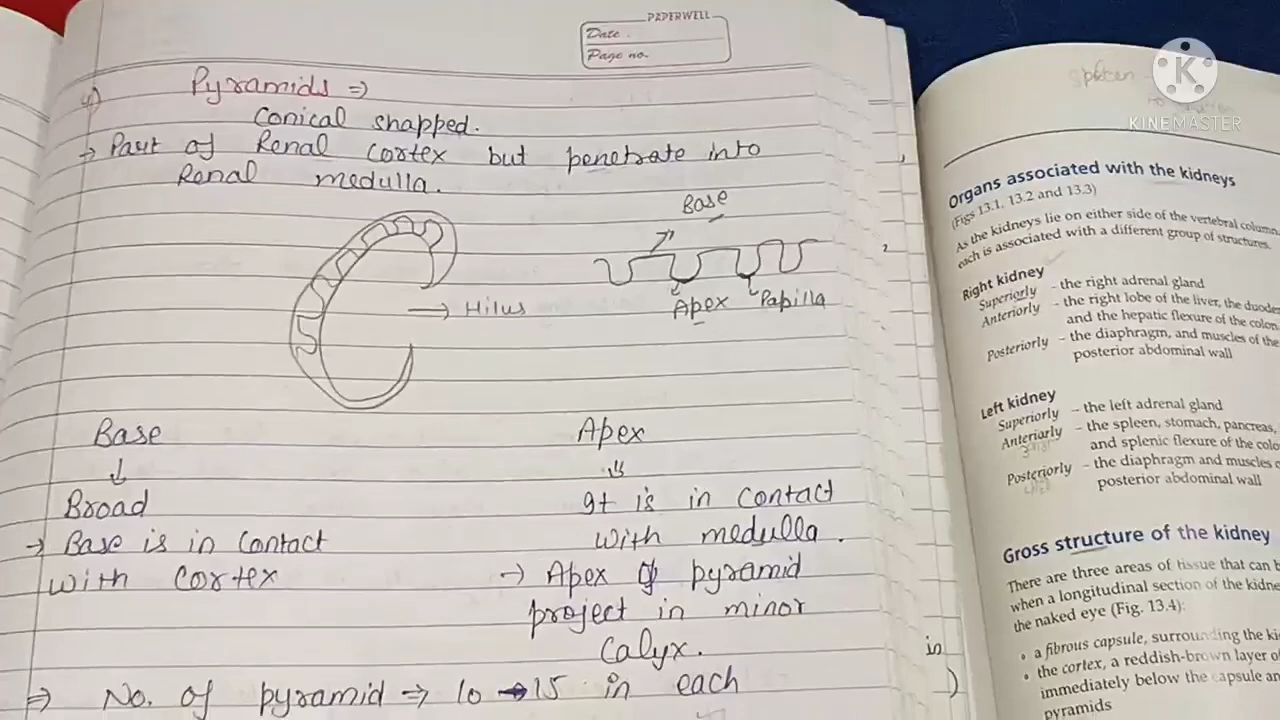 PAPERWELL
Date .
Page no.
4)
Pyramids ⇒
Conical shapped.
→ Part of Renal cortex but penetrate into
Renal medulla.
Base
→ Hilus
Apex
Papilla
Base
↓
Broad
→ Base is in Contact
with Cortex
Apex
It is in contact
with medulla.
→ Apex of pyramid
project in minor
Calyx.
⇒ No. of pyramid ⇒ 10 → 15 in each
in
spleen
KINEMASTER
Organs associated with the kidneys
(Figs 13.1, 13.2 and 13.3)
As the kidneys lie on either side of the vertebral column,
each is associated with a different group of structures.
Right kidney
Superiorly – the right adrenal gland
Anteriorly – the right lobe of the liver, the duode
and the hepatic flexure of the colon
Posteriorly – the diaphragm, and muscles of the
posterior abdominal wall
Left kidney
Superiorly – the left adrenal gland
Anteriorly – the spleen, stomach, pancreas,
and splenic flexure of the colo
Posteriorly – the diaphragm and muscles o
posterior abdominal wall
Gross structure of the kidney
There are three areas of tissue that can b
when a longitudinal section of the kidne
the naked eye (Fig. 13.4):
• a fibrous capsule, surrounding the ki
• the cortex, a reddish-brown layer of
immediately below the capsule an
pyramids